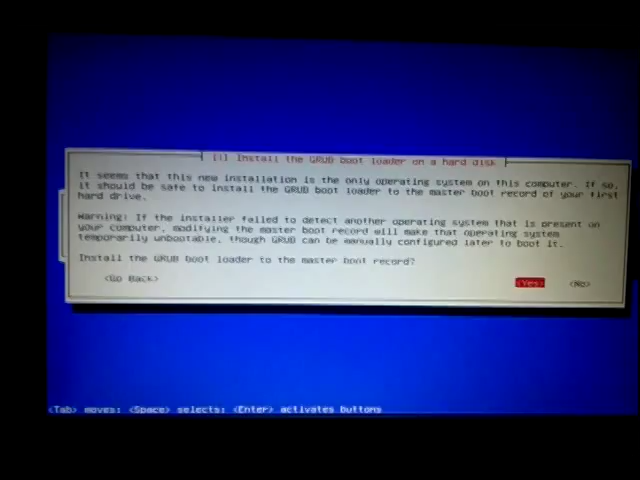 [!] Install the GRUB boot loader on a hard disk
It seems that this new installation is the only operating system on this computer. If so,
it should be safe to install the GRUB boot loader to the master boot record of your first
hard drive.
Warning: If the installer failed to detect another operating system that is present on
your computer, modifying the master boot record will make that operating system
temporarily unbootable, though GRUB can be manually configured later to boot it.
Install the GRUB boot loader to the master boot record?
<Go Back> <Yes> <No>
<Tab> moves; <Space> selects; <Enter> activates buttons